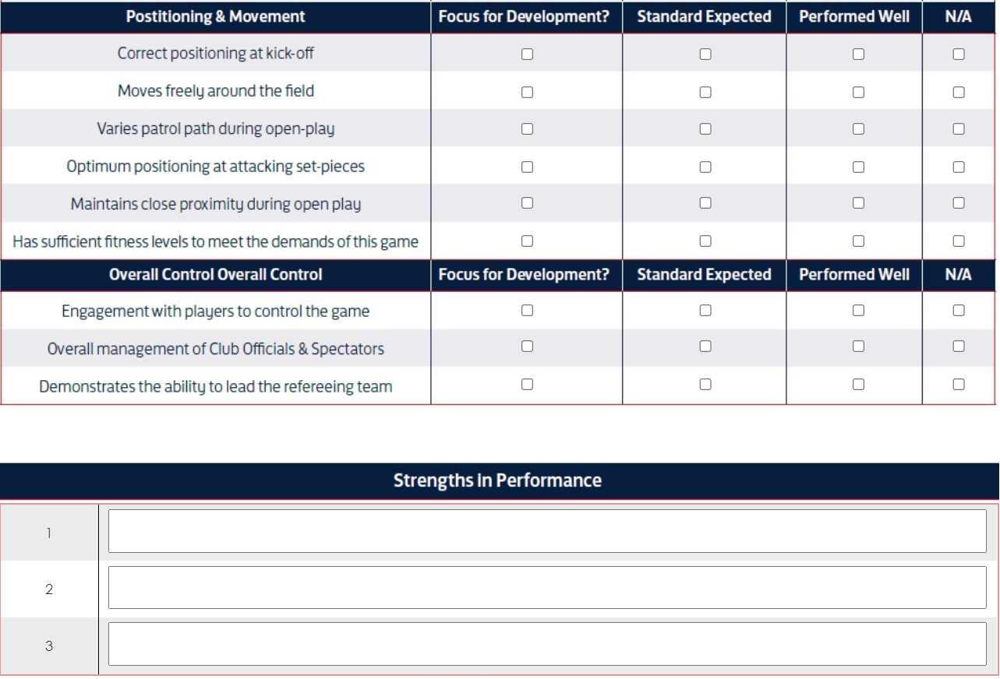 Postitioning & Movement Focus for Development? Standard Expected Performed Well N/A
Correct positioning at kick-off
Moves freely around the field
Varies patrol path during open-play
Optimum positioning at attacking set-pieces
Maintains close proximity during open play
Has sufficient fitness levels to meet the demands of this game
Overall Control Overall Control Focus for Development? Standard Expected Performed Well N/A
Engagement with players to control the game
Overall management of Club Officials & Spectators
Demonstrates the ability to lead the refereeing team
Strengths in Performance
1
2
3